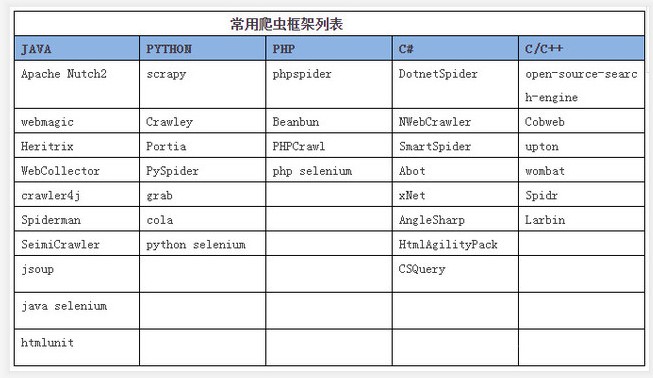 常用爬虫框架列表
JAVA PYTHON PHP C# C/C++
Apache Nutch2 scrapy phpspider DotnetSpider open-source-searc
h-engine
webmagic Crawley Beanbun NWebCrawler Cobweb
Heritrix Portia PHPCrawl SmartSpider upton
WebCollector PySpider php selenium Abot wombat
crawler4j grab xNet Spidr
Spiderman cola AngleSharp Larbin
SeimiCrawler python selenium HtmlAgilityPack
jsoup CSQuery
java selenium
htmlunit